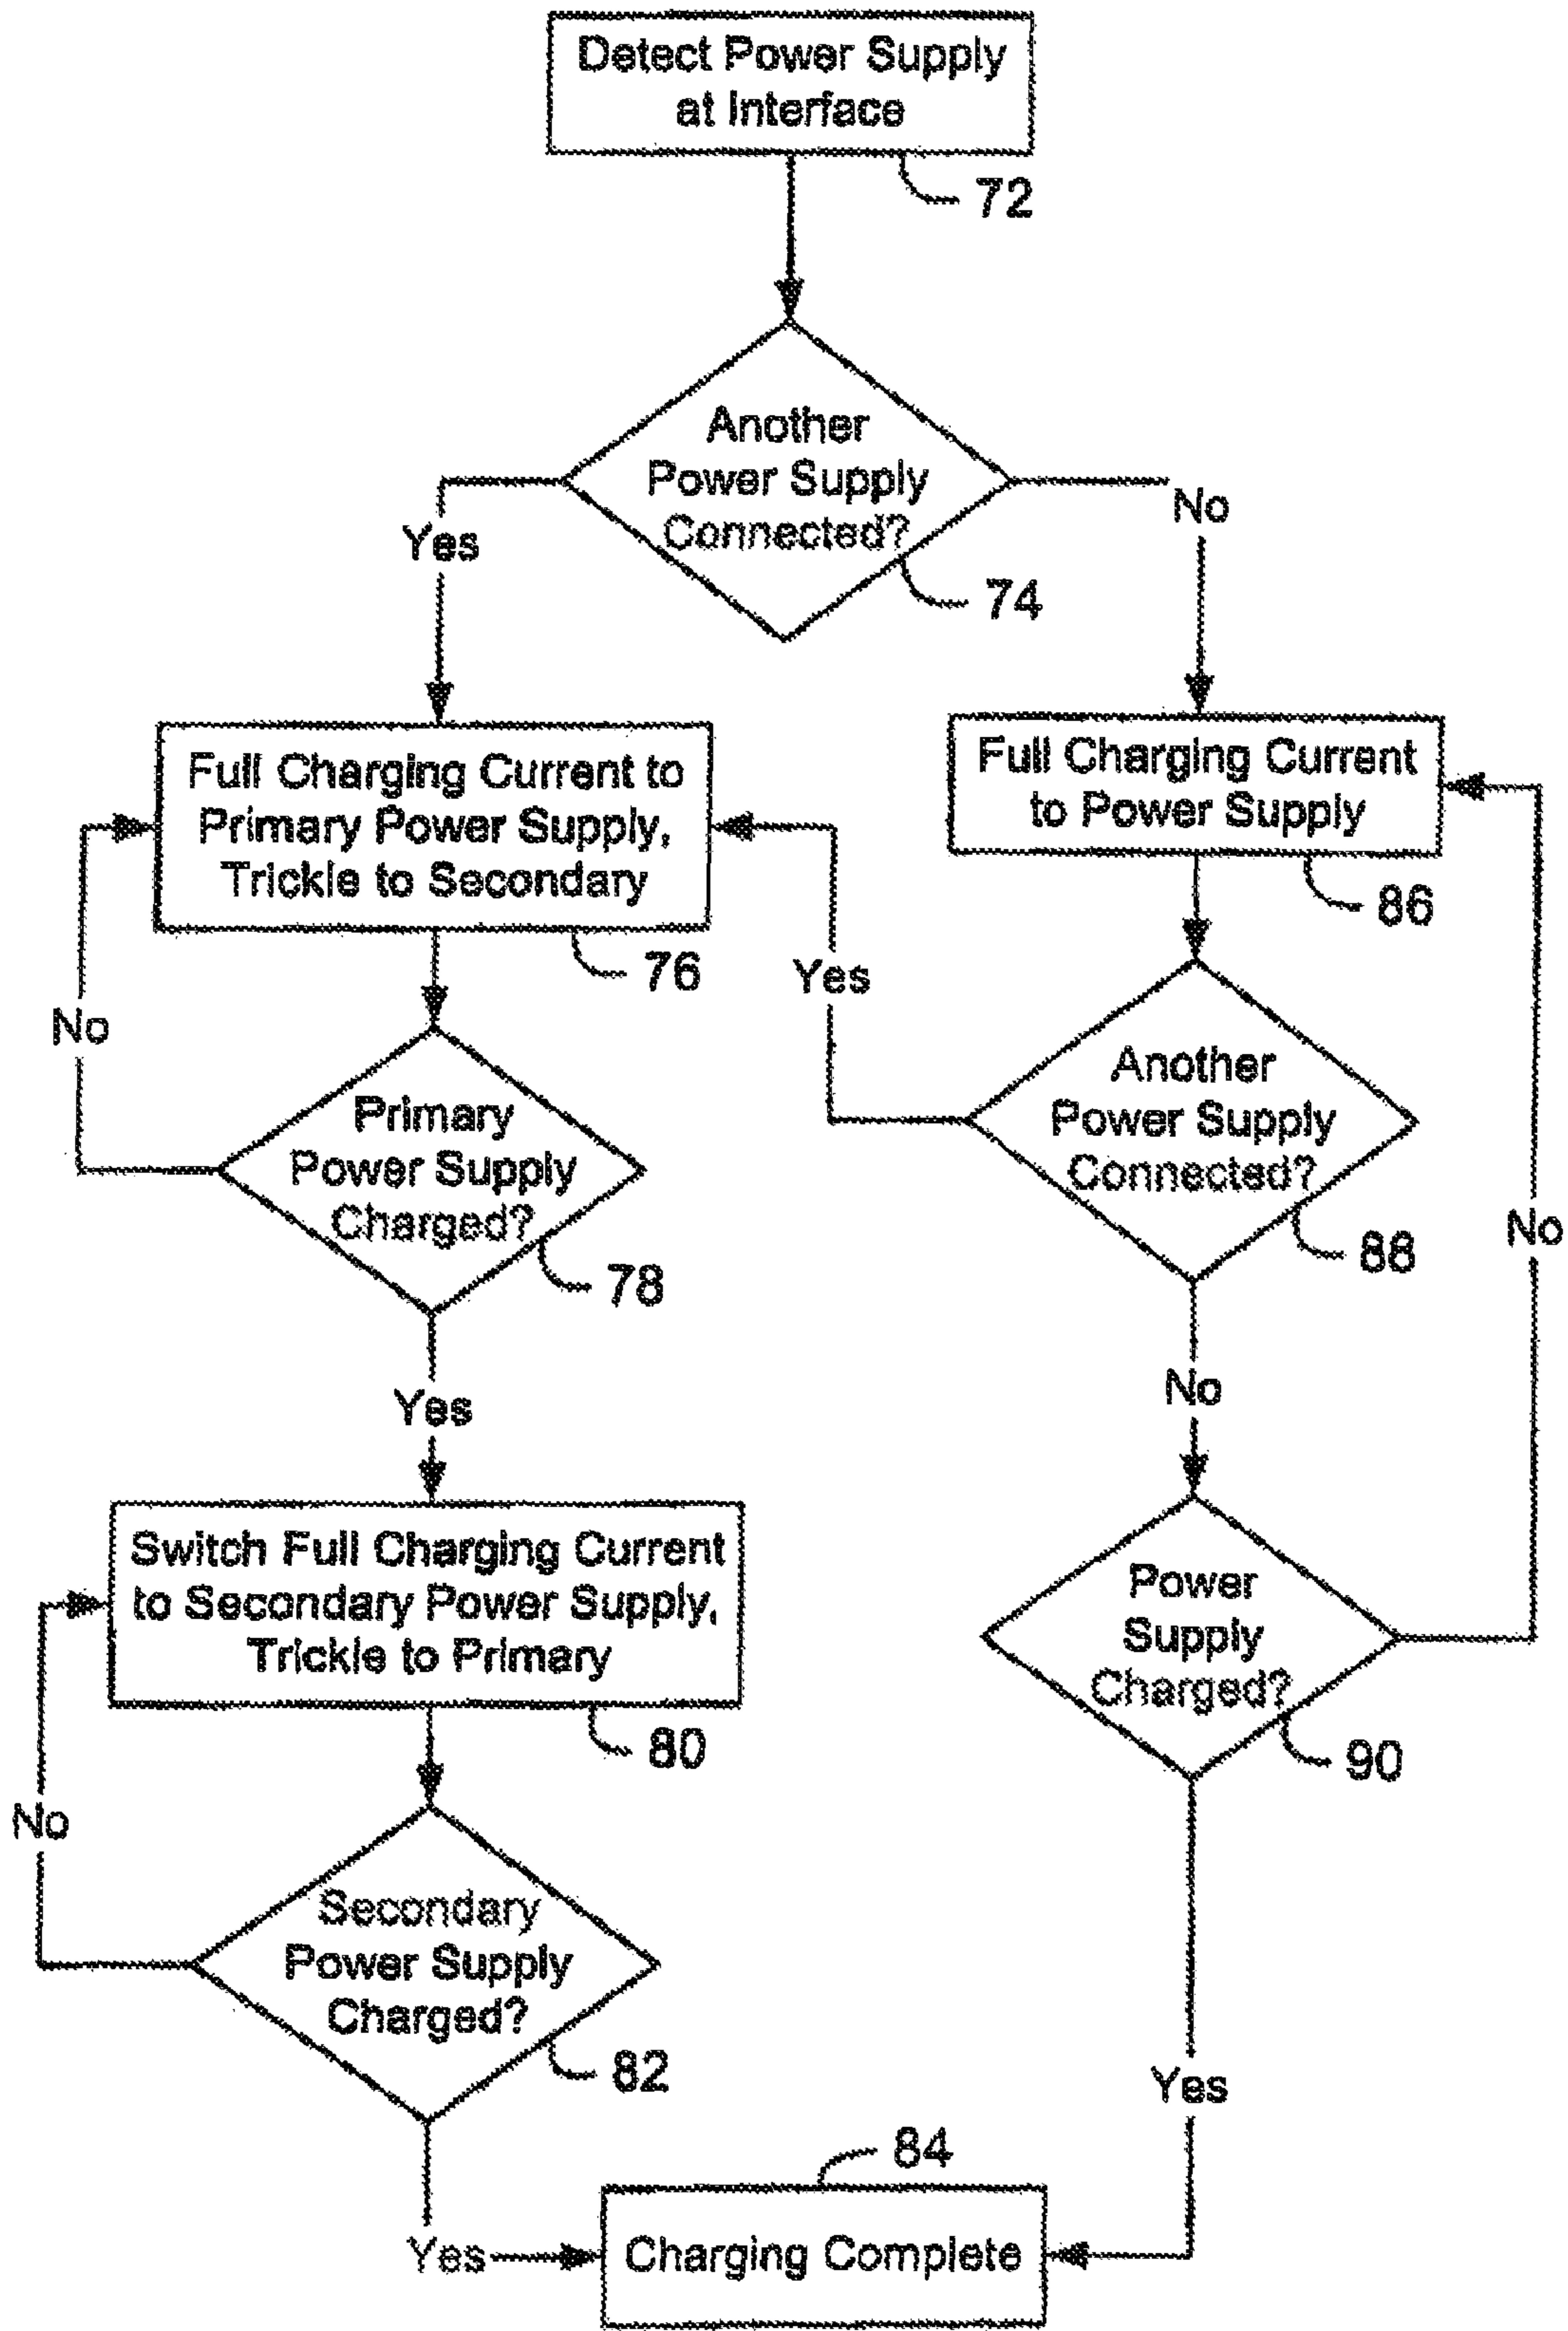 Detect Power Supply
at Interface
72
Another
Power Supply
Connected?
74
Yes
No
Full Charging Current to
Primary Power Supply,
Trickle to Secondary
76
Full Charging Current
to Power Supply
86
Yes
No
Another
Power Supply
Connected?
88
Primary
Power Supply
Charged?
78
No
Yes
No
Switch Full Charging Current
to Secondary Power Supply,
Trickle to Primary
80
Power
Supply
Charged?
90
No
Secondary
Power Supply
Charged?
82
Yes
84
Yes
Charging Complete